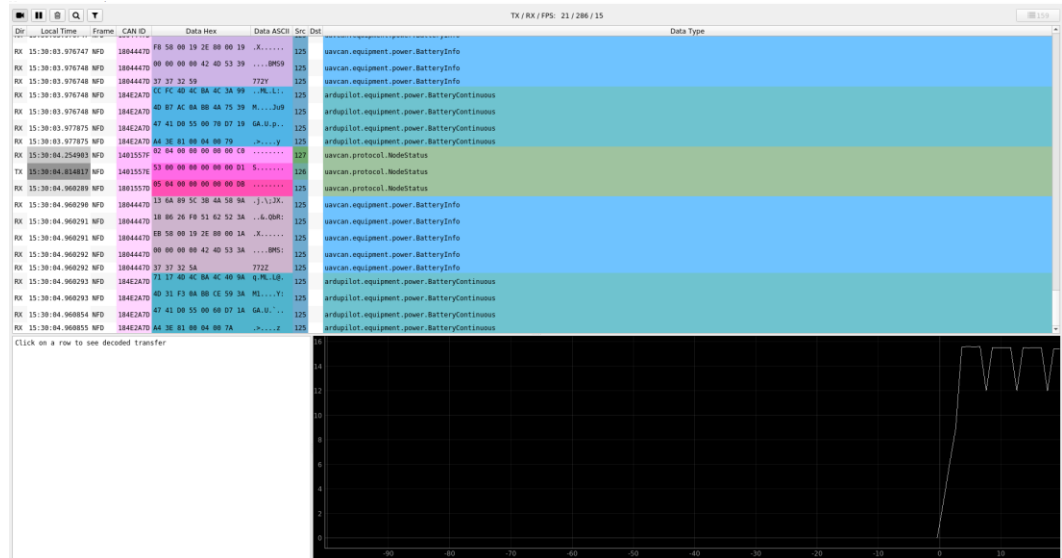 TX / RX / FPS: 21 / 286 / 15
150
Dir Local Time Frame CAN ID Data Hex Data ASCII Src Dst Data Type
RX 15:30:03.976747 NFD 1804447D F8 58 00 19 2E 80 00 19 .X...... 125 uavcan.equipment.power.BatteryInfo
RX 15:30:03.976748 NFD 1804447D 00 00 00 00 42 4D 53 39 ....BMS9 125 uavcan.equipment.power.BatteryInfo
RX 15:30:03.976748 NFD 1804447D 37 37 32 59 772Y 125 uavcan.equipment.power.BatteryInfo
RX 15:30:03.976748 NFD 184E2A7D CC FC 4D 4C BA 4C 3A 99 ..ML.L:. 125 ardupilot.equipment.power.BatteryContinuous
RX 15:30:03.976748 NFD 184E2A7D 4D B7 AC 0A BB 4A 75 39 M....Ju9 125 ardupilot.equipment.power.BatteryContinuous
RX 15:30:03.977875 NFD 184E2A7D 47 41 D0 55 00 70 D7 19 GA.U.p.. 125 ardupilot.equipment.power.BatteryContinuous
RX 15:30:03.977875 NFD 184E2A7D A4 3E 81 00 04 00 79 .>....y 125 ardupilot.equipment.power.BatteryContinuous
RX 15:30:04.254903 NFD 1401557F 02 04 00 00 00 00 00 C0 ........ 127 uavcan.protocol.NodeStatus
TX 15:30:04.814817 NFD 1401557E 53 00 00 00 00 00 00 D1 S....... 126 uavcan.protocol.NodeStatus
RX 15:30:04.960289 NFD 1801557D 05 04 00 00 00 00 00 DB ........ 125 uavcan.protocol.NodeStatus
RX 15:30:04.960290 NFD 1804447D 13 6A 89 5C 3B 4A 58 9A .j.\;JX. 125 uavcan.equipment.power.BatteryInfo
RX 15:30:04.960291 NFD 1804447D 18 86 26 F0 51 62 52 3A ..&.QbR: 125 uavcan.equipment.power.BatteryInfo
RX 15:30:04.960291 NFD 1804447D EB 58 00 19 2E 80 00 1A .X...... 125 uavcan.equipment.power.BatteryInfo
RX 15:30:04.960292 NFD 1804447D 00 00 00 00 42 4D 53 3A ....BMS: 125 uavcan.equipment.power.BatteryInfo
RX 15:30:04.960292 NFD 1804447D 37 37 32 5A 772Z 125 uavcan.equipment.power.BatteryInfo
RX 15:30:04.960293 NFD 184E2A7D 71 17 4D 4C BA 4C 40 9A q.ML.L@. 125 ardupilot.equipment.power.BatteryContinuous
RX 15:30:04.960293 NFD 184E2A7D 4D 31 F3 0A BB CE 59 3A M1....Y: 125 ardupilot.equipment.power.BatteryContinuous
RX 15:30:04.960854 NFD 184E2A7D 47 41 D0 55 00 60 D7 1A GA.U.`.. 125 ardupilot.equipment.power.BatteryContinuous
RX 15:30:04.960855 NFD 184E2A7D A4 3E 81 00 04 00 7A .>....z 125 ardupilot.equipment.power.BatteryContinuous
Click on a row to see decoded transfer
16
14
12
10
8
6
4
2
0
-90 -80 -70 -60 -50 -40 -30 -20 -10 0 10